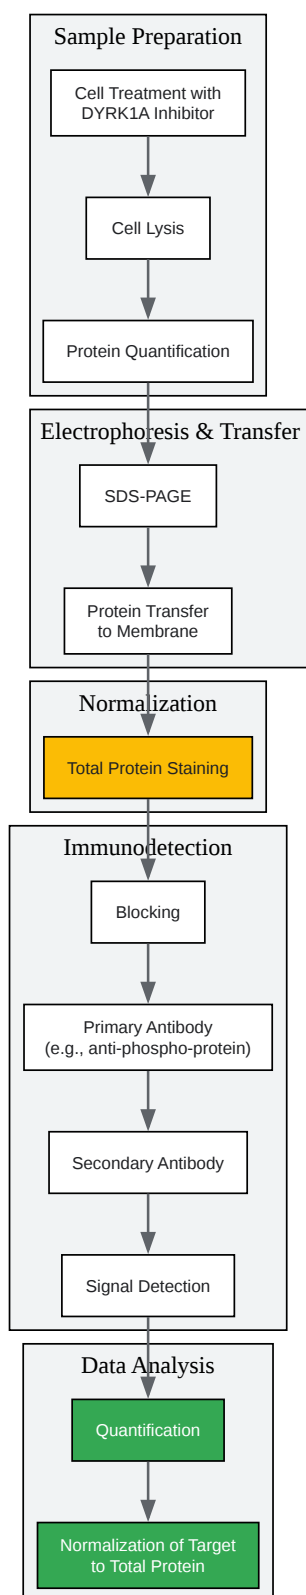 Sample Preparation
Cell Treatment with
DYRK1A Inhibitor
Cell Lysis
Protein Quantification
Electrophoresis & Transfer
SDS-PAGE
Protein Transfer
to Membrane
Normalization
Total Protein Staining
Immunodetection
Blocking
Primary Antibody
(e.g., anti-phospho-protein)
Secondary Antibody
Signal Detection
Data Analysis
Quantification
Normalization of Target
to Total Protein